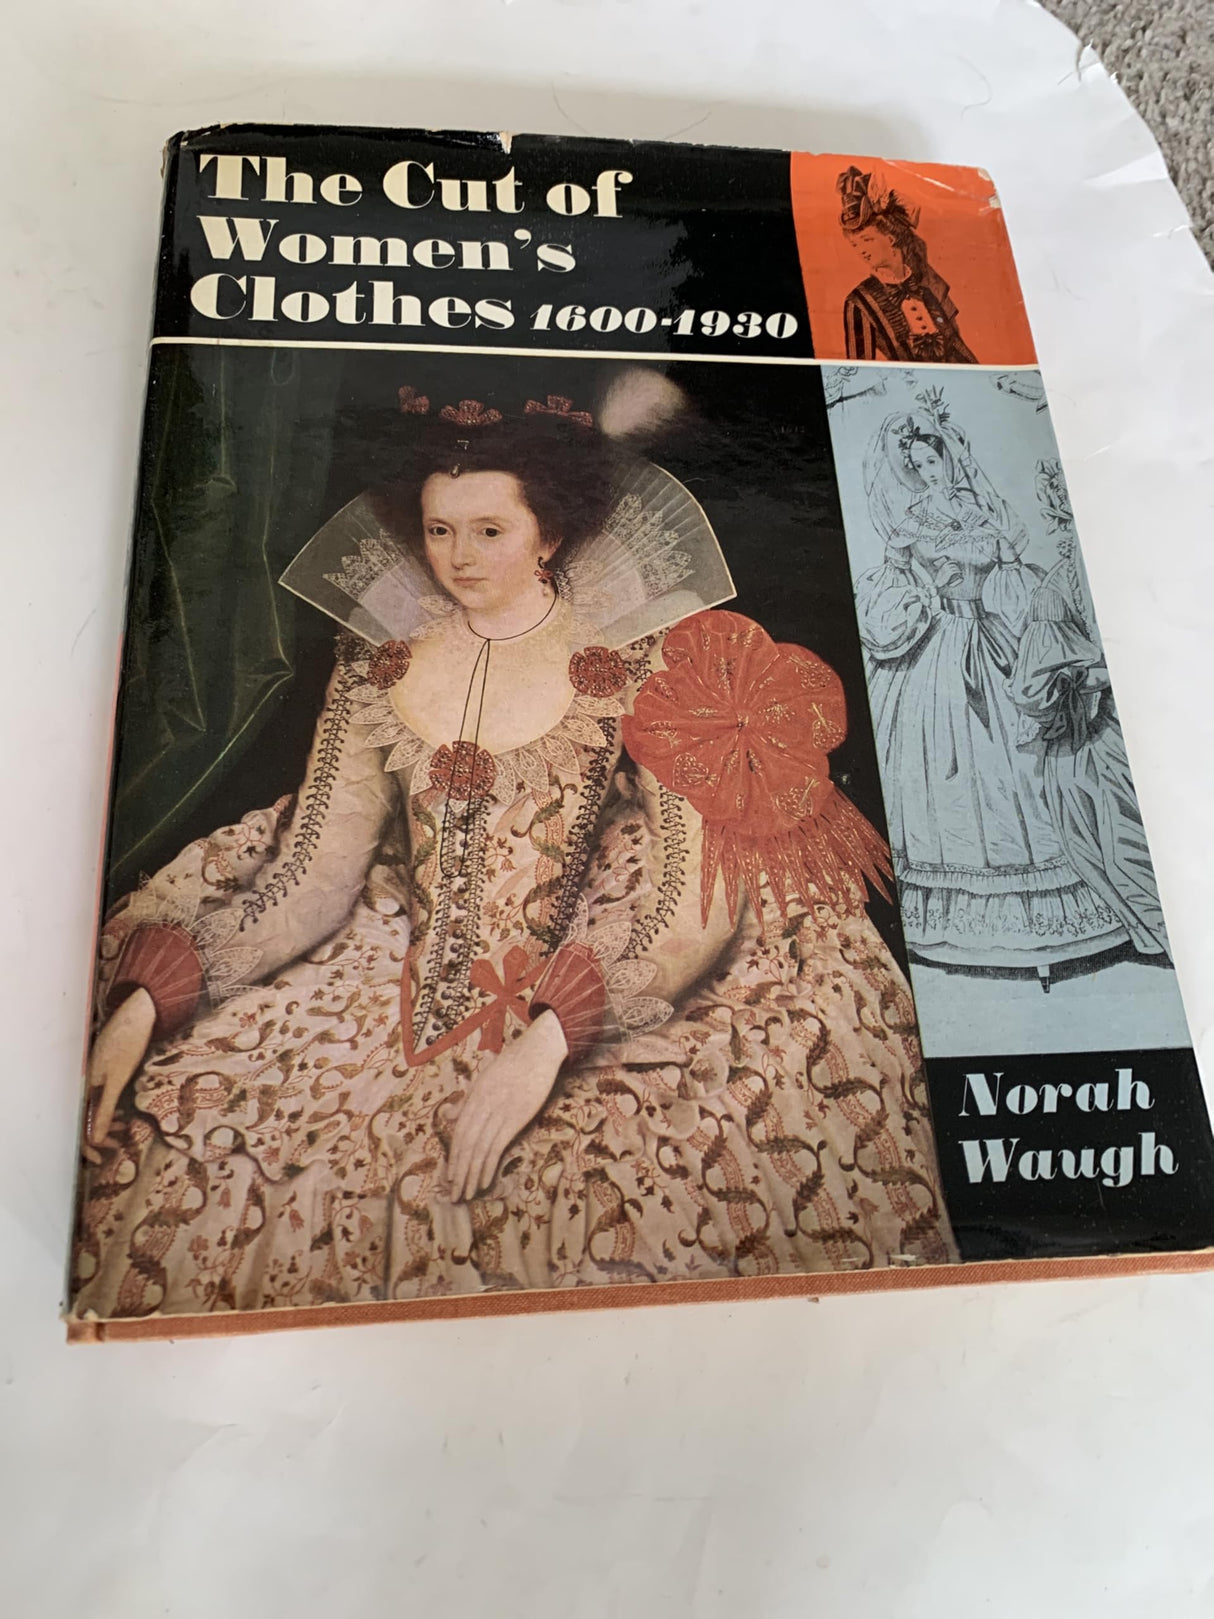 The Cut of
Women's
Clothes 1600-1930
Norah
Waugh